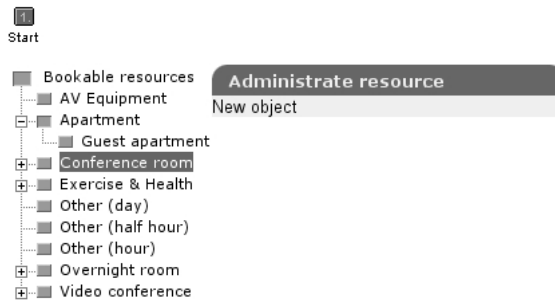 1.
Start
Bookable resources
AV Equipment
Apartment
Guest apartment
Conference room
Exercise & Health
Other (day)
Other (half hour)
Other (hour)
Overnight room
Video conference
Administrate resource
New object